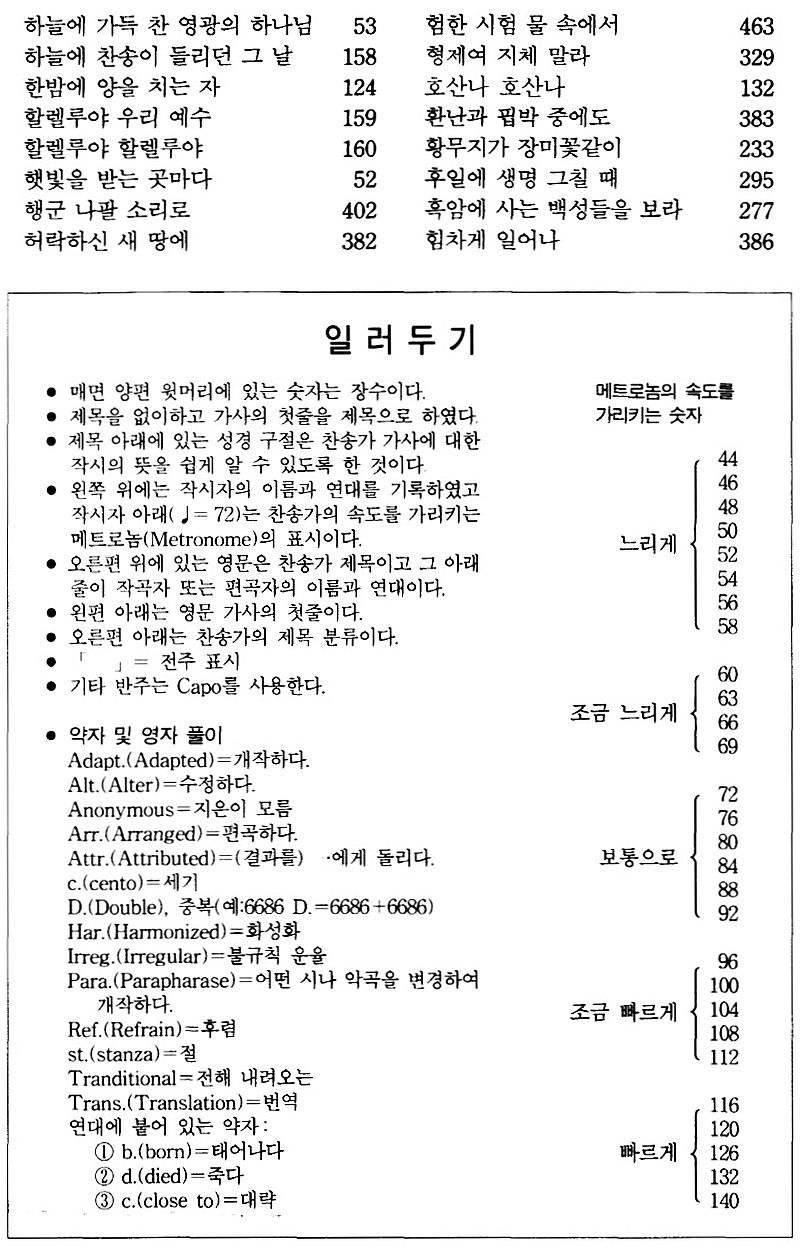 하늘에 가득 찬 영광의 하나님 53
하늘에 찬송이 들리던 그 날 158
한밤에 양을 치는 자 124
할렐루야 우리 예수 159
할렐루야 할렐루야 160
햇빛을 받는 곳마다 52
행군 나팔 소리로 402
허락하신 새 땅에 382
험한 시험 물 속에서 463
형제여 지체 말라 329
호산나 호산나 132
환난과 핍박 중에도 383
황무지가 장미꽃같이 233
후일에 생명 그칠 때 295
흑암에 사는 백성들을 보라 277
힘차게 일어나 386
일러두기
● 매면 양편 윗머리에 있는 숫자는 장수이다.
● 제목을 없이하고 가사의 첫줄을 제목으로 하였다.
● 제목 아래에 있는 성경 구절은 찬송가 가사에 대한
작시의 뜻을 쉽게 알 수 있도록 한 것이다.
● 왼쪽 위에는 작시자의 이름과 연대를 기록하였고
작시자 아래(♩= 72)는 찬송가의 속도를 가리키는
메트로놈(Metronome)의 표시이다.
● 오른편 위에 있는 영문은 찬송가 제목이고 그 아래
줄이 작곡자 또는 편곡자의 이름과 연대이다.
● 왼편 아래는 영문 가사의 첫줄이다.
● 오른편 아래는 찬송가의 제목 분류이다.
● 「 」= 전주 표시
● 기타 반주는 Capo를 사용한다.
● 약자 및 영자 풀이
Adapt.(Adapted)=개작하다.
Alt.(Alter)=수정하다.
Anonymous=지은이 모름
Arr.(Arranged)=편곡하다.
Attr.(Attributed)=(결과를) ·에게 돌리다.
c.(cento)=세기
D.(Double), 중복(예:6686 D.=6686+6686)
Har.(Harmonized)=화성화
Irreg.(Irregular)=불규칙 운율
Para.(Parapharase)=어떤 시나 악곡을 변경하여
개작하다.
Ref.(Refrain)=후렴
st.(stanza)=절
Tranditional=전해 내려오는
Trans.(Translation)=번역
연대에 붙어 있는 약자:
① b.(born)=태어나다
② d.(died)=죽다
③ c.(close to)=대략
메트로놈의 속도를
가리키는 숫자
44
46
48
50
느리게
52
54
56
58
60
63
조금 느리게
66
69
72
76
80
보통으로
84
88
92
96
100
조금 빠르게 104
108
112
116
120
빠르게 126
132
140